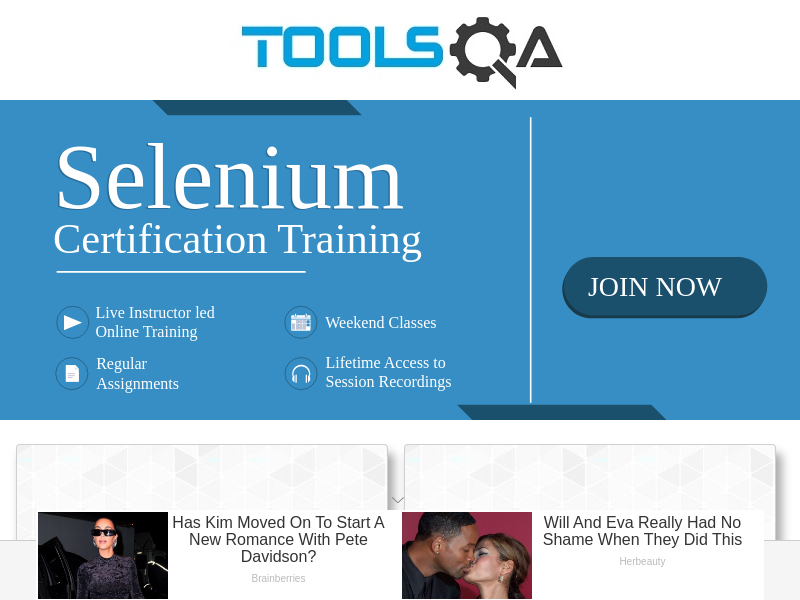 TOOLSQA
Selenium
Certification Training
JOIN NOW
Live Instructor led
Online Training
Weekend Classes
Regular
Assignments
Lifetime Access to
Session Recordings
Has Kim Moved On To Start A
New Romance With Pete
Davidson?
Brainberries
Will And Eva Really Had No
Shame When They Did This
Herbeauty